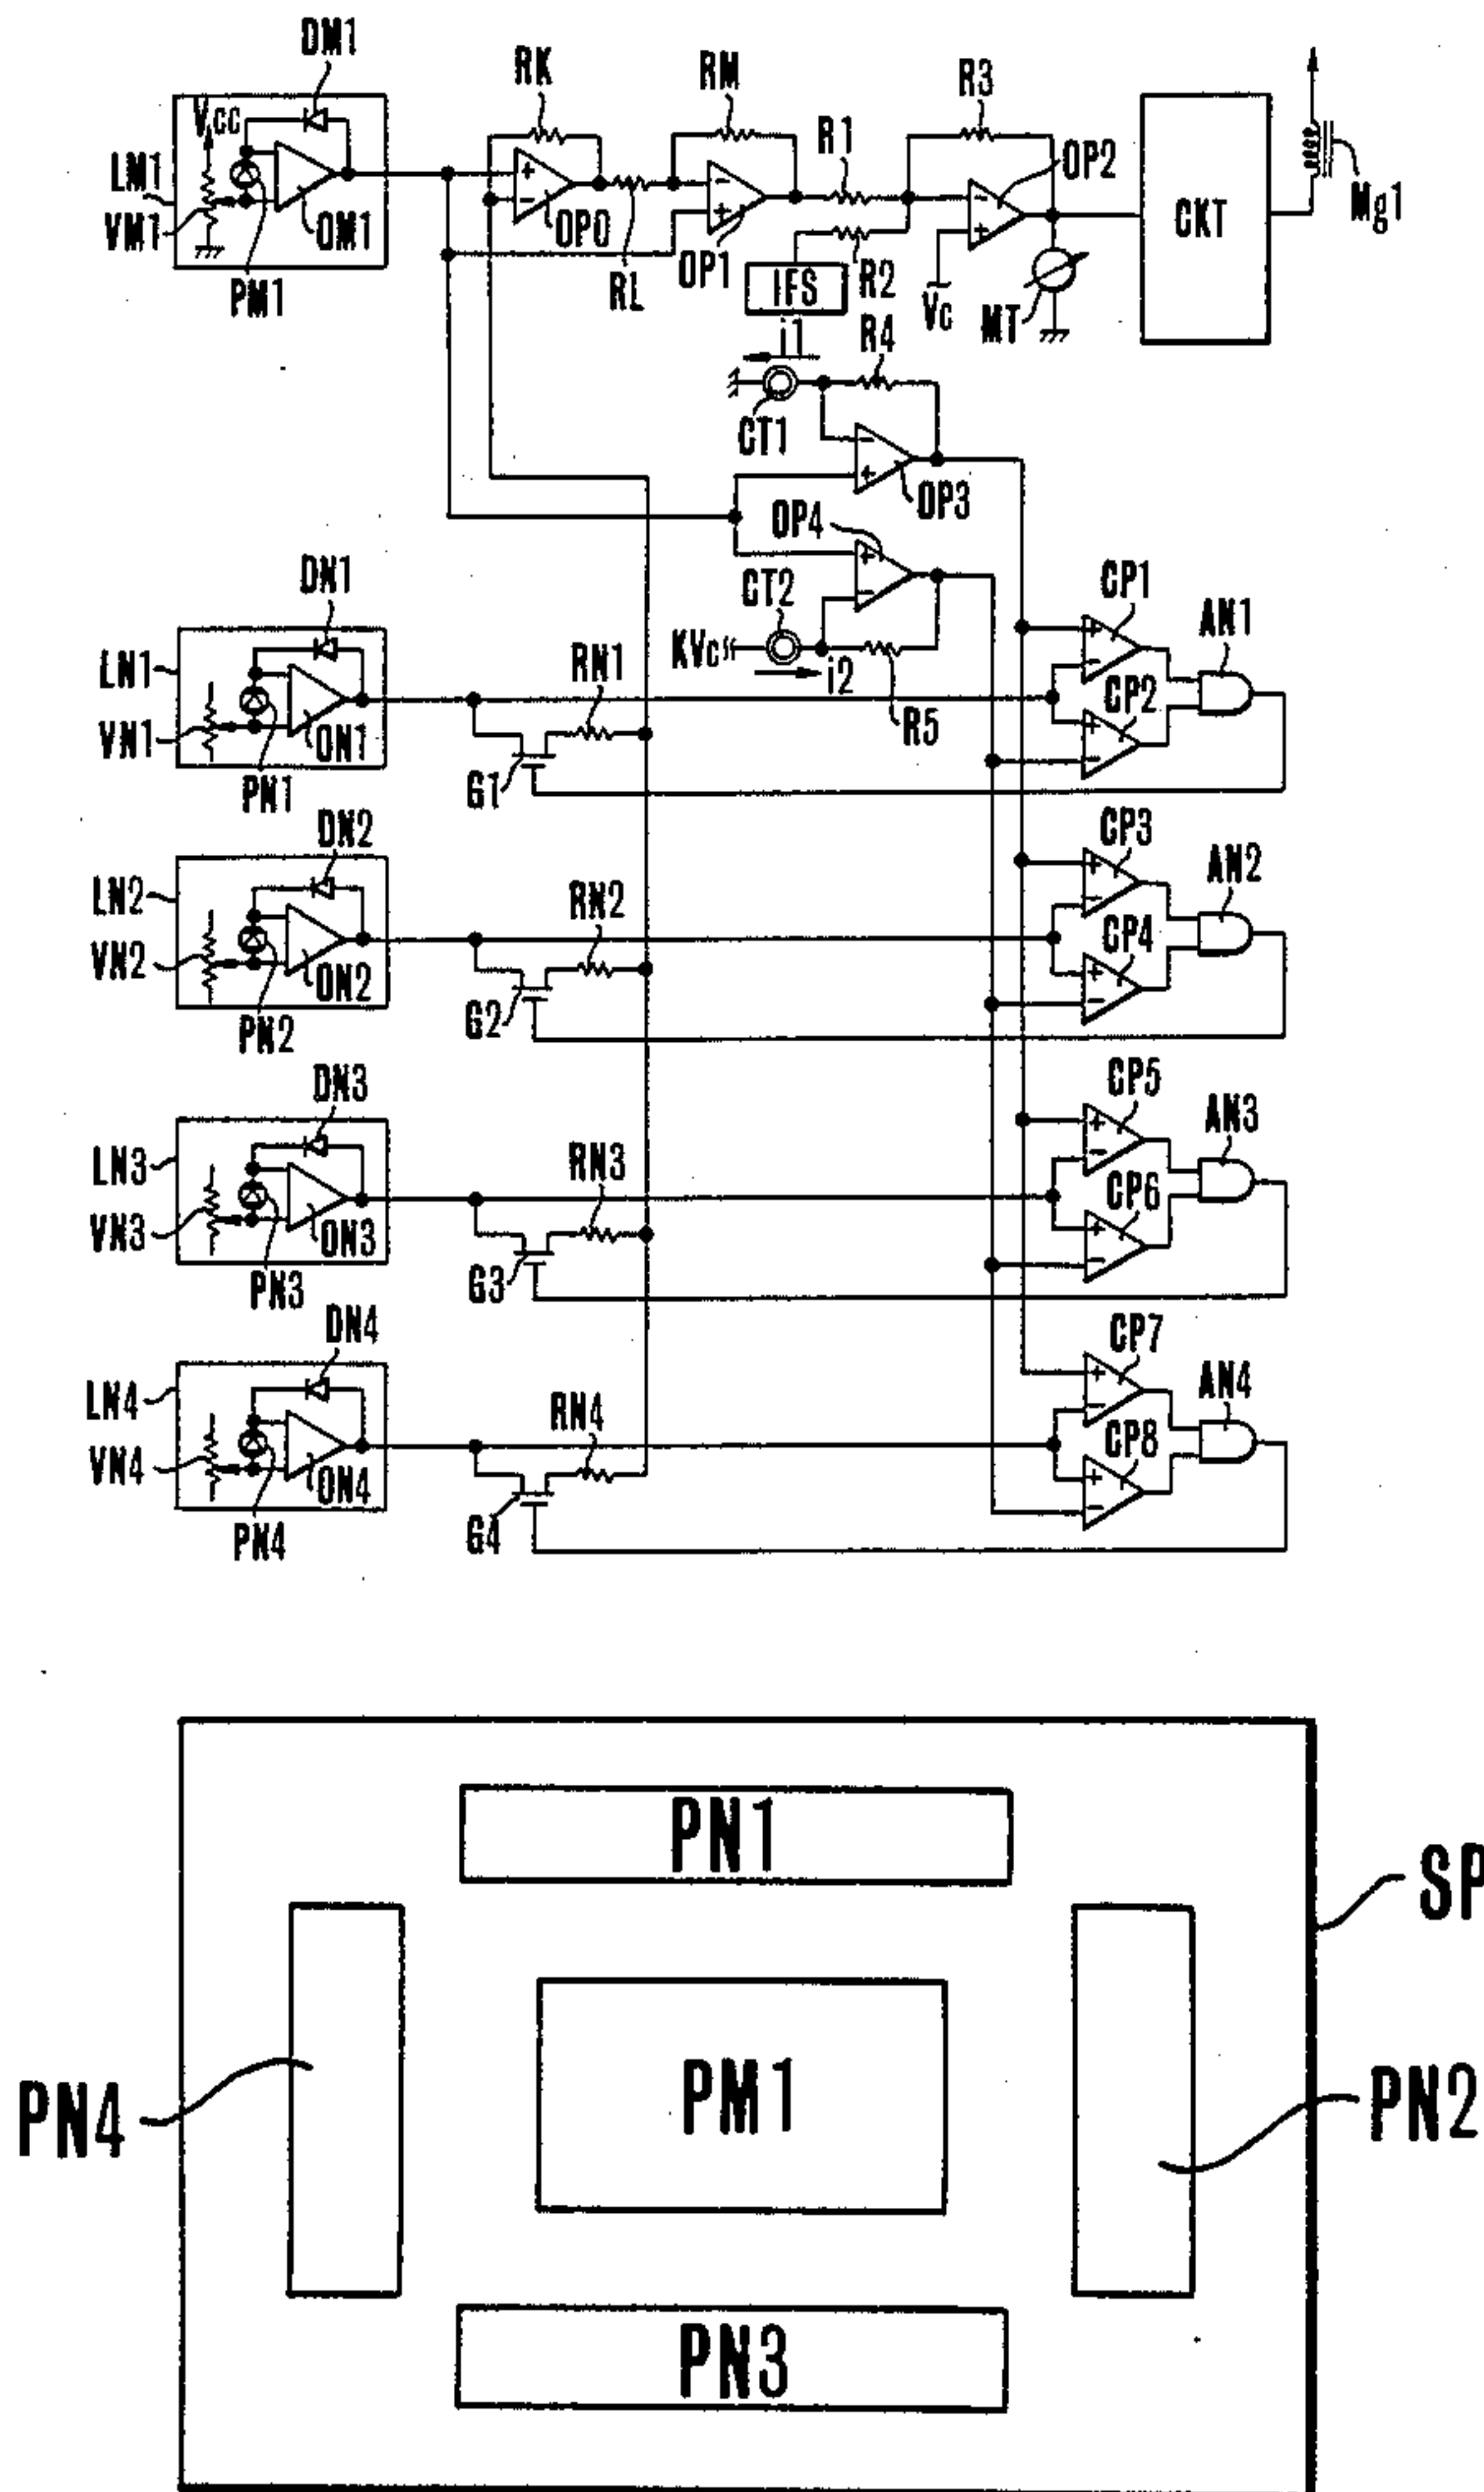 DM1
Vcc
LM1
VM1
OM1
PM1
RK
RM
R1
R3
OP0
RL
OP1
IFS
R2
OP2
Vc
MT
CKT
Mg1
i1
R4
CT1
OP3
OP4
CT2
KVc
i2
R5
DN1
LN1
VN1
ON1
PN1
RN1
G1
CP1
CP2
AN1
DN2
LN2
VN2
ON2
PN2
RN2
G2
CP3
CP4
AN2
DN3
LN3
VN3
ON3
PN3
RN3
G3
CP5
CP6
AN3
DN4
LN4
VN4
ON4
PN4
RN4
G4
CP7
CP8
AN4
PN1
SP
PN4
PM1
PN2
PN3